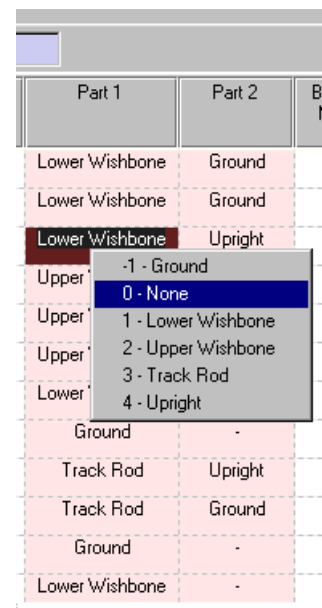 Part 1 Part 2 B
Lower Wishbone Ground
Lower Wishbone Ground
Lower Wishbone Upright
-1 - Ground
Upper
0 - None
Upper
1 - Lower Wishbone
2 - Upper Wishbone
Upper
3 - Track Rod
Lower
4 - Upright
Ground -
Track Rod Upright
Track Rod Ground
Ground -
Lower Wishbone -